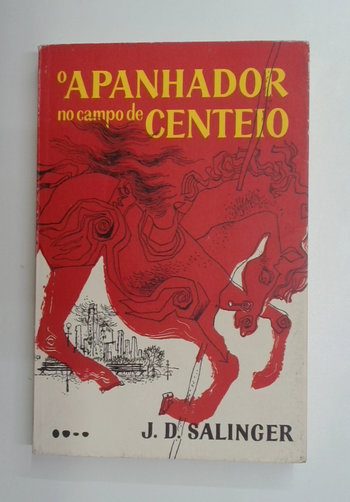 O APANHADOR
no campo de CENTEIO
J. D. SALINGER